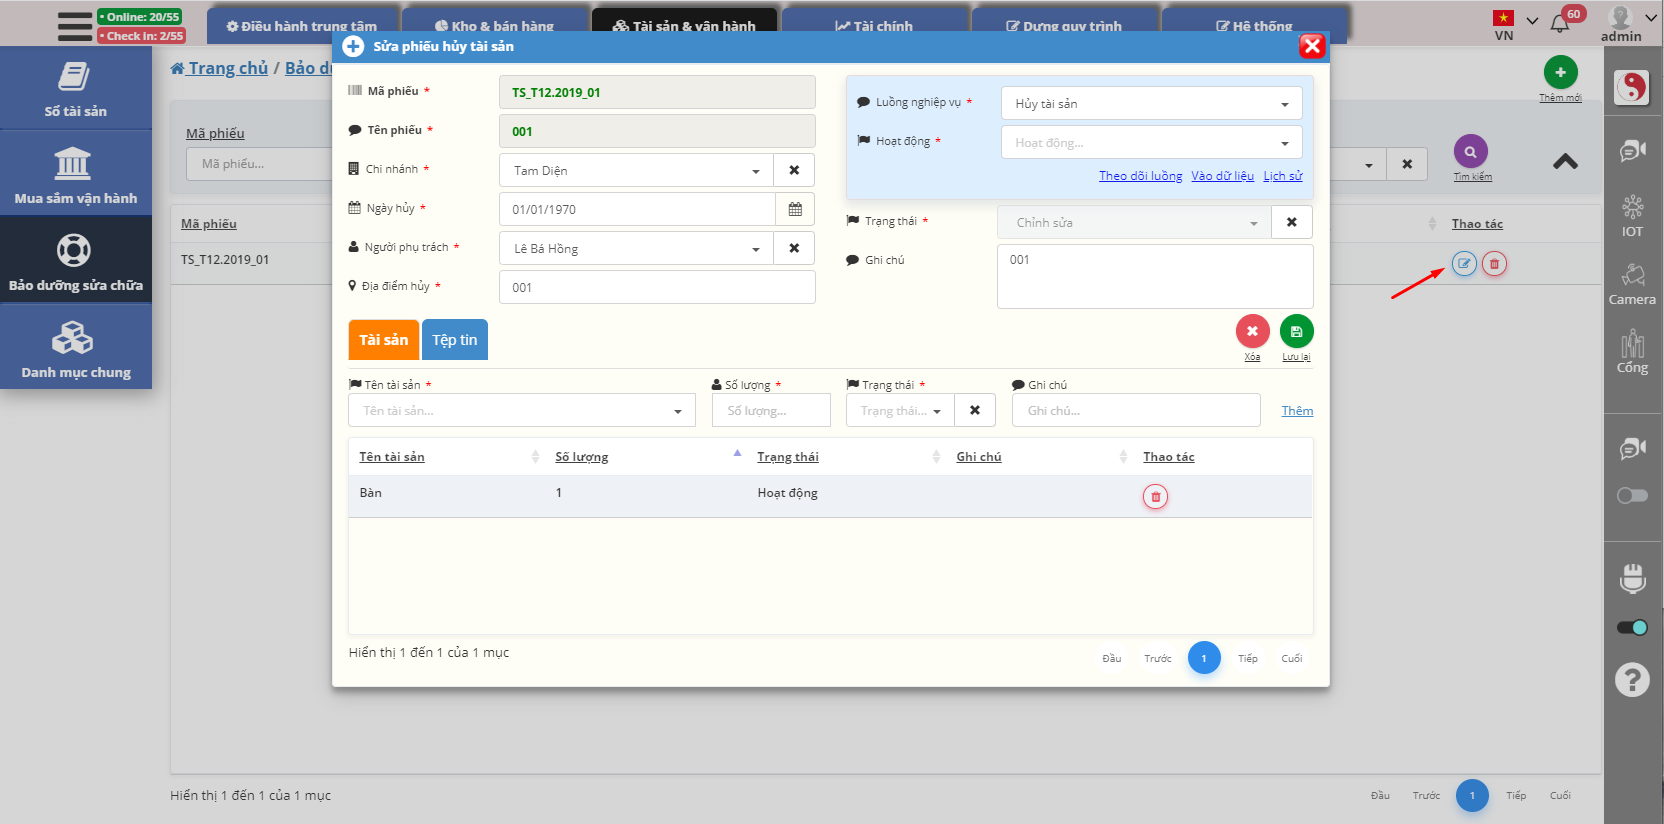 • Online: 20/55
• Check in: 2/55
Điều hành trung tâm
Kho & bán hàng
Tài sản & vận hành
Tài chính
Dựng quy trình
Hệ thống
VN
60
admin
Sổ tài sản
Mua sắm vận hành
Bảo dưỡng sửa chữa
Danh mục chung
Trang chủ / Bảo
Thêm mới
Mã phiếu
Mã phiếu...
Tìm kiếm
Mã phiếu
Thao tác
TS_T12.2019_01
Sửa phiếu hủy tài sản
Mã phiếu *
TS_T12.2019_01
Tên phiếu *
001
Chi nhánh *
Tam Diện
Ngày hủy *
01/01/1970
Người phụ trách *
Lê Bá Hồng
Địa điểm hủy *
001
Luồng nghiệp vụ *
Hủy tài sản
Hoạt động *
Hoạt động...
Theo dõi luồng Vào dữ liệu Lịch sử
Trạng thái *
Chỉnh sửa
Ghi chú
001
Tài sản
Tệp tin
Xóa
Lưu lại
Tên tài sản *
Số lượng *
Trạng thái *
Ghi chú
Tên tài sản...
Số lượng...
Trạng thái...
Ghi chú...
Thêm
Tên tài sản
Số lượng
Trạng thái
Ghi chú
Thao tác
Bàn
1
Hoạt động
Hiển thị 1 đến 1 của 1 mục
Đầu Trước 1 Tiếp Cuối
Hiển thị 1 đến 1 của 1 mục
Đầu Trước 1 Tiếp Cuối
IOT
Camera
Cổng